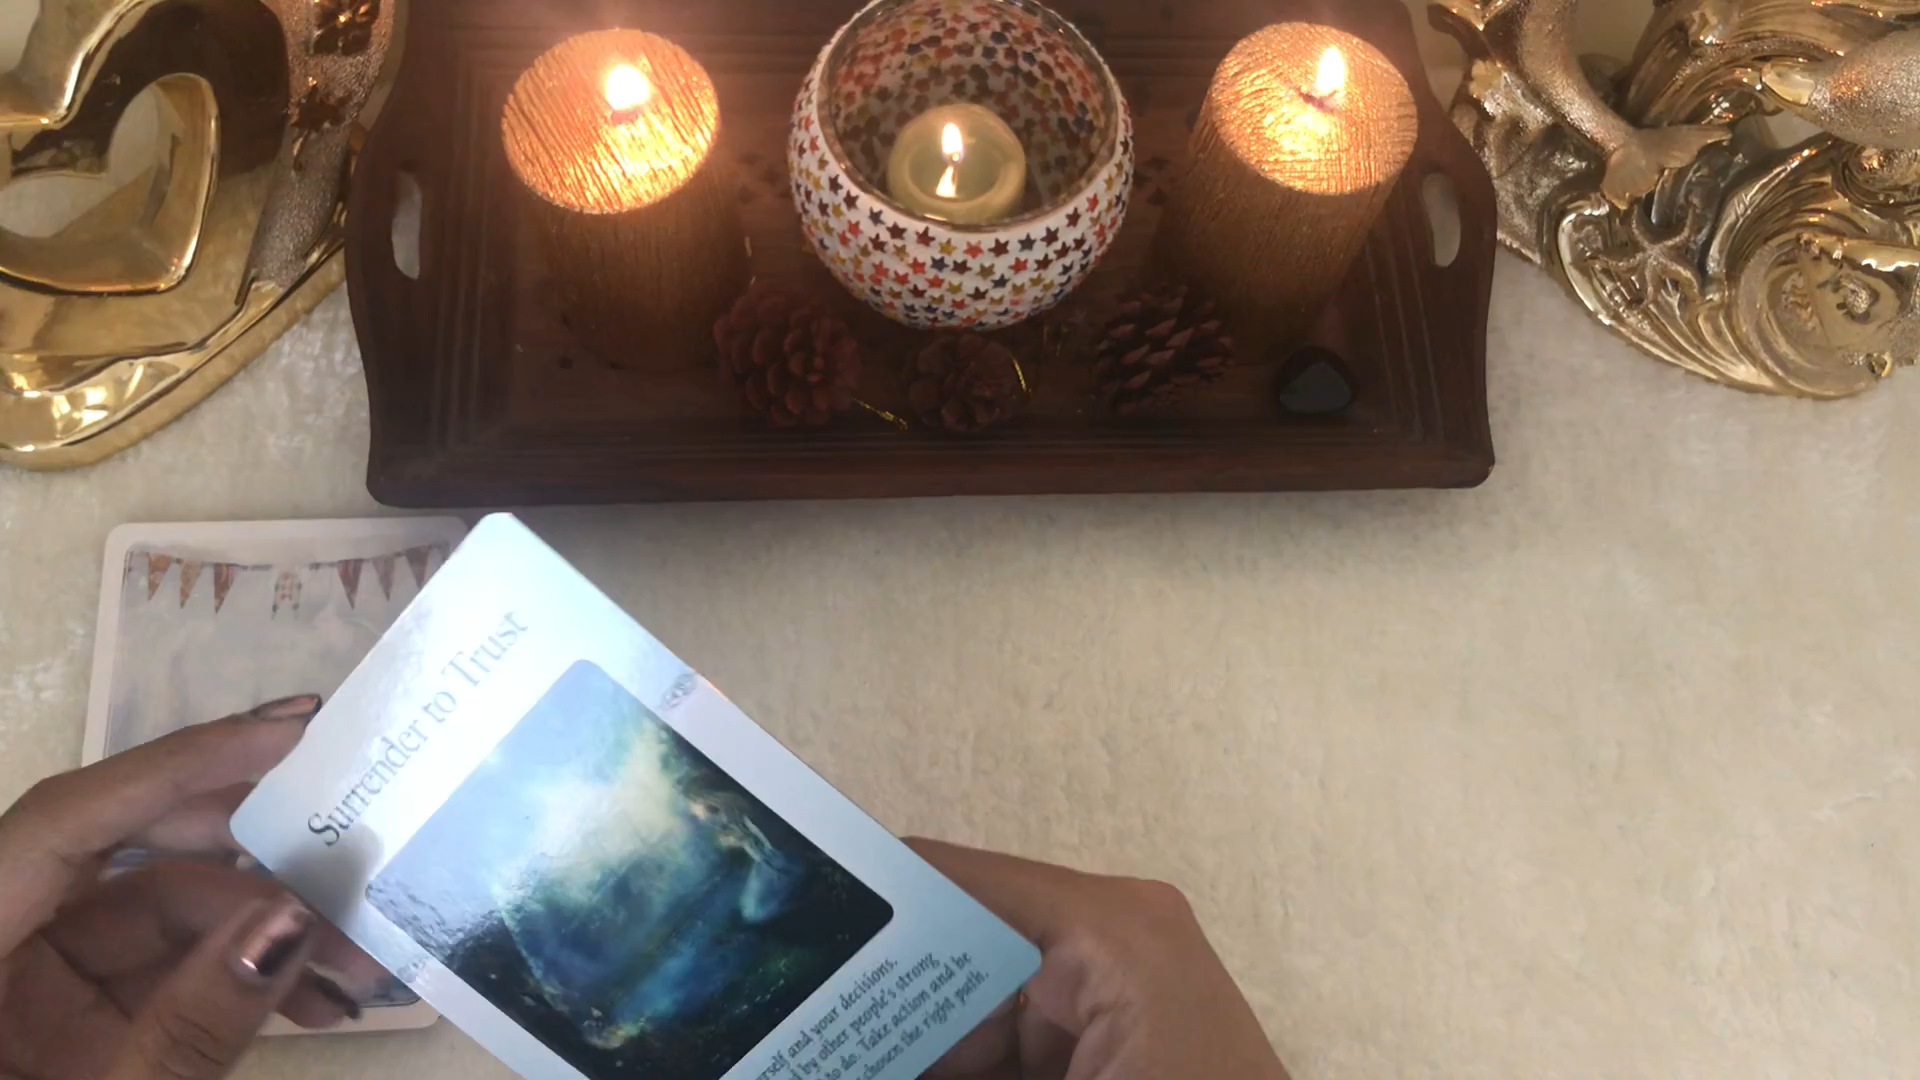 Surrender to Trust
and your decisions.
by other people's strong
to do. Take action and be
chosen the right path.